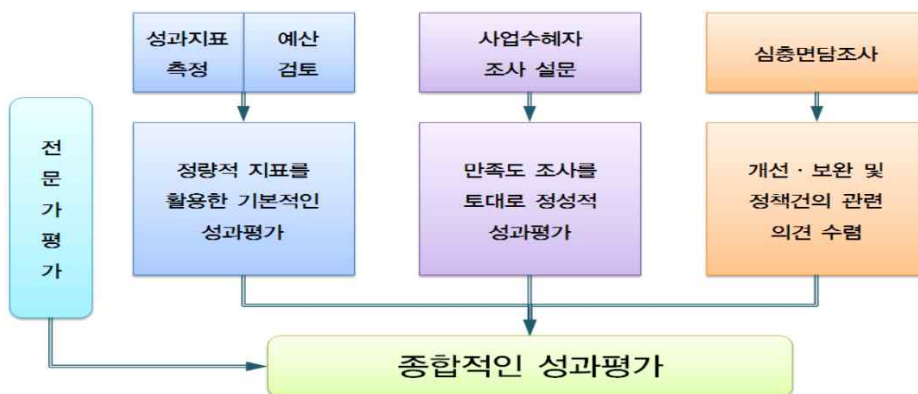 성과지표
측정
예산
검토
사업수혜자
조사 설문
심층면담조사
전
문
가
평
가
정량적 지표를
활용한 기본적인
성과평가
만족도 조사를
토대로 정성적
성과평가
개선 · 보완 및
정책건의 관련
의견 수렴
종합적인 성과평가